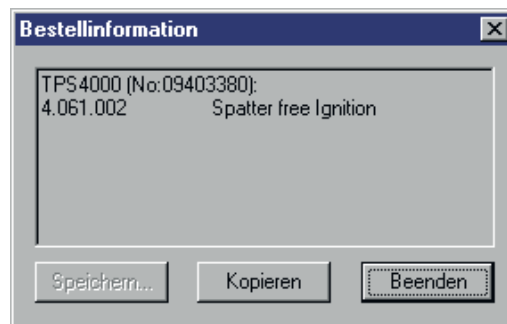 Bestellinformation
TPS4000 (No:09403380):
4.061.002 Spatter free Ignition
Speichern... Kopieren Beenden